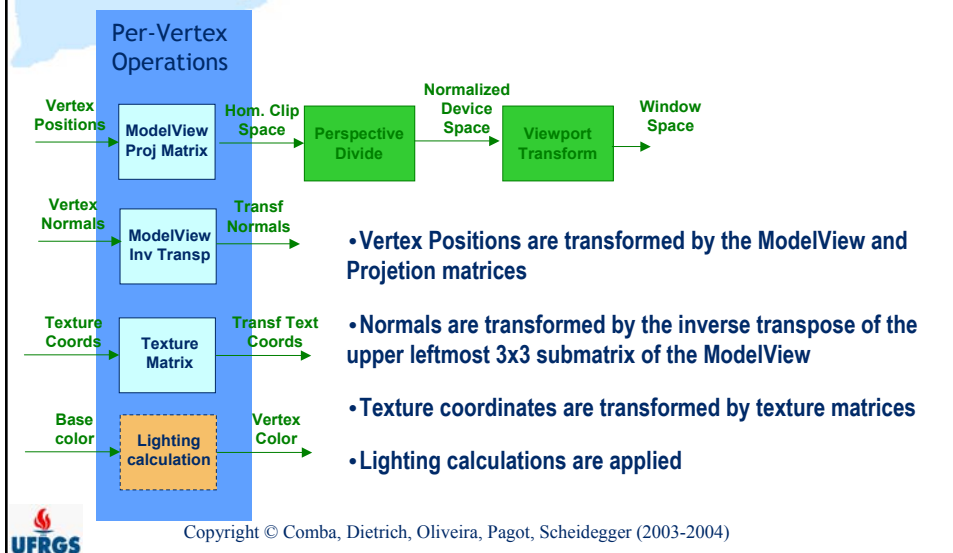 Per-Vertex
Operations
Vertex
Positions
ModelView
Proj Matrix
Hom. Clip
Space
Perspective
Divide
Normalized
Device
Space
Viewport
Transform
Window
Space
Vertex
Normals
ModelView
Inv Transp
Transf
Normals
Texture
Coords
Texture
Matrix
Transf Text
Coords
Base
color
Lighting
calculation
Vertex
Color
•Vertex Positions are transformed by the ModelView and
Projetion matrices
•Normals are transformed by the inverse transpose of the
upper leftmost 3x3 submatrix of the ModelView
•Texture coordinates are transformed by texture matrices
•Lighting calculations are applied
UFRGS
Copyright © Comba, Dietrich, Oliveira, Pagot, Scheidegger (2003-2004)